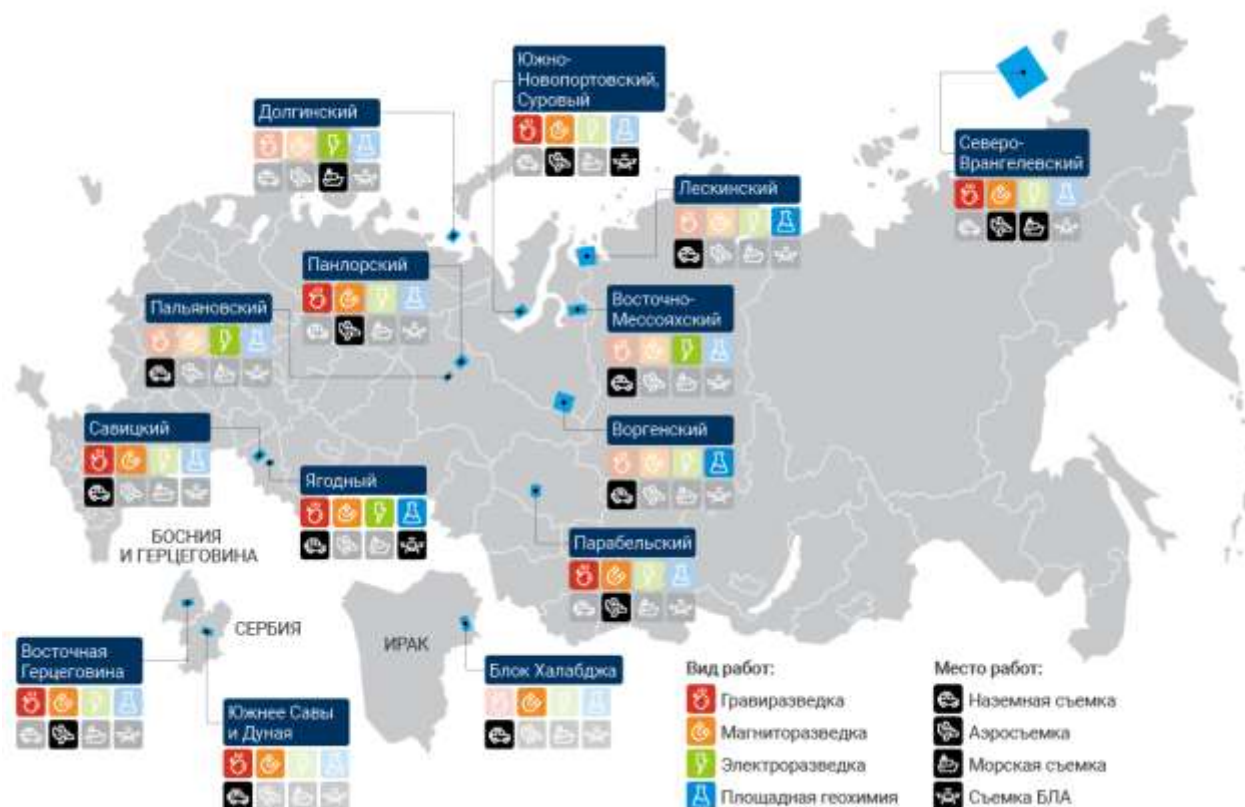 Южно-
Новопортовский,
Суровый
Долгинский
Северо-
Врангелевский
Лескинский
Панлорский
Пальяновский
Восточно-
Мессояхский
Савицкий
Воргенский
Ягодный
БОСНИЯ
И ГЕРЦЕГОВИНА
Парабельский
СЕРБИЯ
ИРАК
Восточная
Герцеговина
Блок Халабджа
Южнее Савы
и Дуная
Вид работ:
Гравиразведка
Магниторазведка
Электроразведка
Площадная геохимия
Место работ:
Наземная съемка
Аэросъемка
Морская съемка
Съемка БЛА